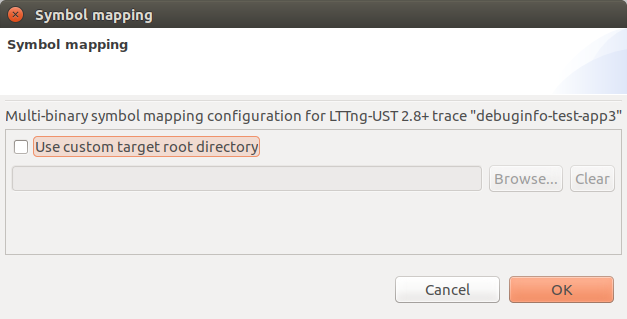 Symbol mapping
Symbol mapping
Multi-binary symbol mapping configuration for LTTng-UST 2.8+ trace "debuginfo-test-app3"
Use custom target root directory
Browse... Clear
Cancel OK